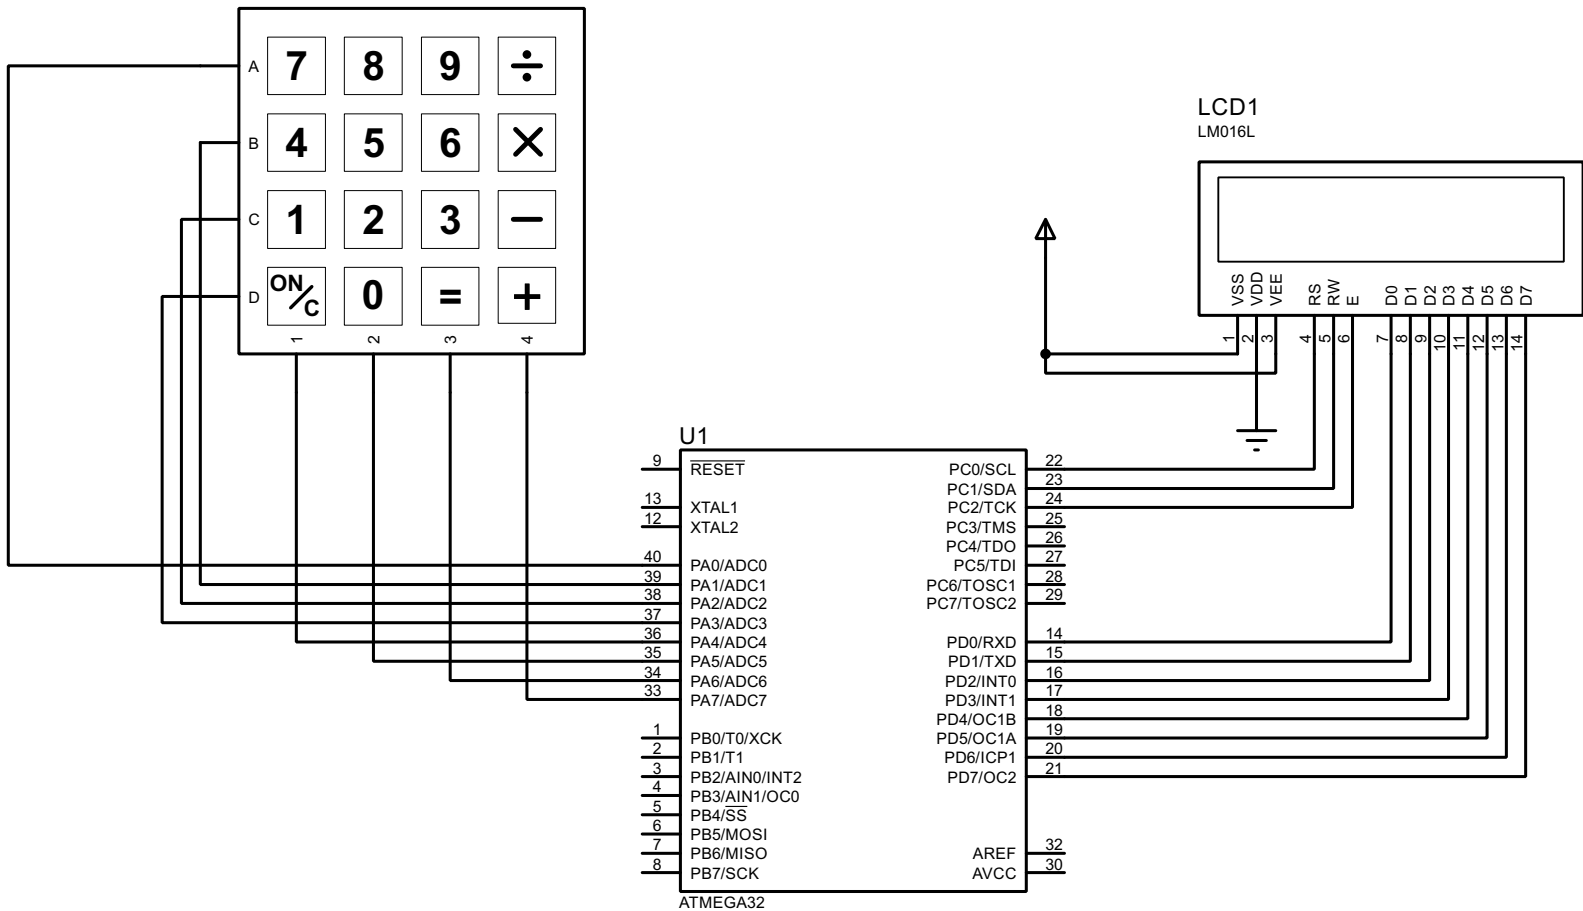 A 7 8 9 ÷
B 4 5 6 ×
C 1 2 3 −
D ON/C 0 = +
1 2 3 4
LCD1
LM016L
VSS VDD VEE RS RW E D0 D1 D2 D3 D4 D5 D6 D7
1 2 3 4 5 6 7 8 9 10 11 12 13 14
U1
9 RESET PC0/SCL 22
PC1/SDA 23
13 XTAL1 PC2/TCK 24
12 XTAL2 PC3/TMS 25
PC4/TDO 26
40 PA0/ADC0 PC5/TDI 27
39 PA1/ADC1 PC6/TOSC1 28
38 PA2/ADC2 PC7/TOSC2 29
37 PA3/ADC3
36 PA4/ADC4 PD0/RXD 14
35 PA5/ADC5 PD1/TXD 15
34 PA6/ADC6 PD2/INT0 16
33 PA7/ADC7 PD3/INT1 17
PD4/OC1B 18
1 PB0/T0/XCK PD5/OC1A 19
2 PB1/T1 PD6/ICP1 20
3 PB2/AIN0/INT2 PD7/OC2 21
4 PB3/AIN1/OC0
5 PB4/SS
6 PB5/MOSI
7 PB6/MISO AREF 32
8 PB7/SCK AVCC 30
ATMEGA32